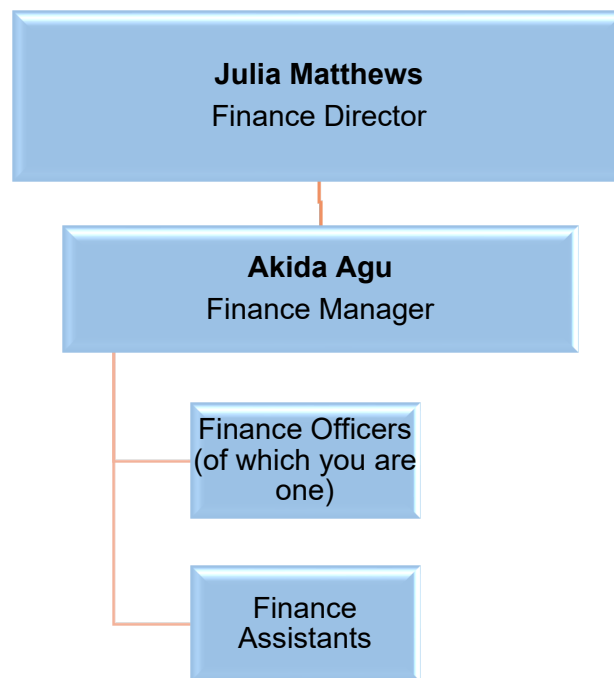 Julia Matthews
Finance Director
Akida Agu
Finance Manager
Finance Officers
(of which you are
one)
Finance
Assistants